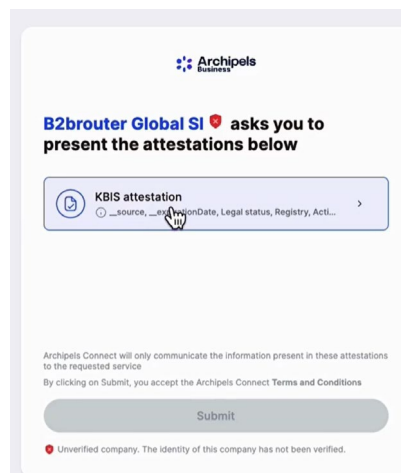 Archipels
Business
B2brouter Global SI asks you to
present the attestations below
KBIS attestation
__source, Legal status, Registry, Acti...
Archipels Connect will only communicate the information present in these attestations
to the requested service
By clicking on Submit, you accept the Archipels Connect Terms and Conditions
Submit
Unverified company. The identity of this company has not been verified.